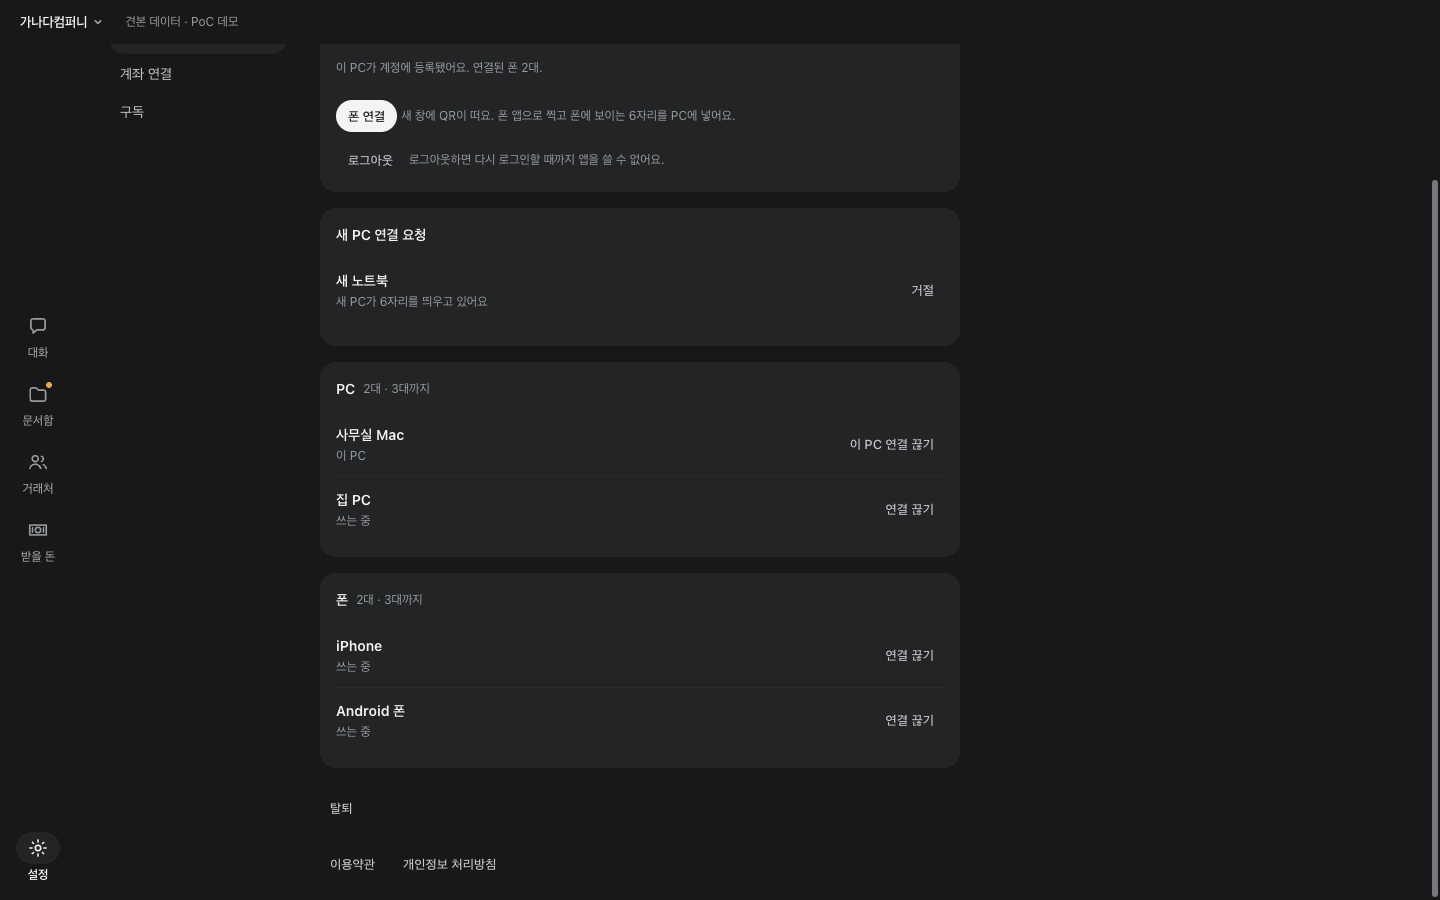 가나다컴퍼니 견본 데이터 · PoC 데모
계좌 연결
구독
이 PC가 계정에 등록됐어요. 연결된 폰 2대.
폰 연결 새 창에 QR이 떠요. 폰 앱으로 찍고 폰에 보이는 6자리를 PC에 넣어요.
로그아웃 로그아웃하면 다시 로그인할 때까지 앱을 쓸 수 없어요.
새 PC 연결 요청
새 노트북
새 PC가 6자리를 띄우고 있어요
거절
PC 2대 · 3대까지
사무실 Mac
이 PC
이 PC 연결 끊기
집 PC
쓰는 중
연결 끊기
폰 2대 · 3대까지
iPhone
쓰는 중
연결 끊기
Android 폰
쓰는 중
연결 끊기
탈퇴
이용약관 개인정보 처리방침
대화
문서함
거래처
받을 돈
설정